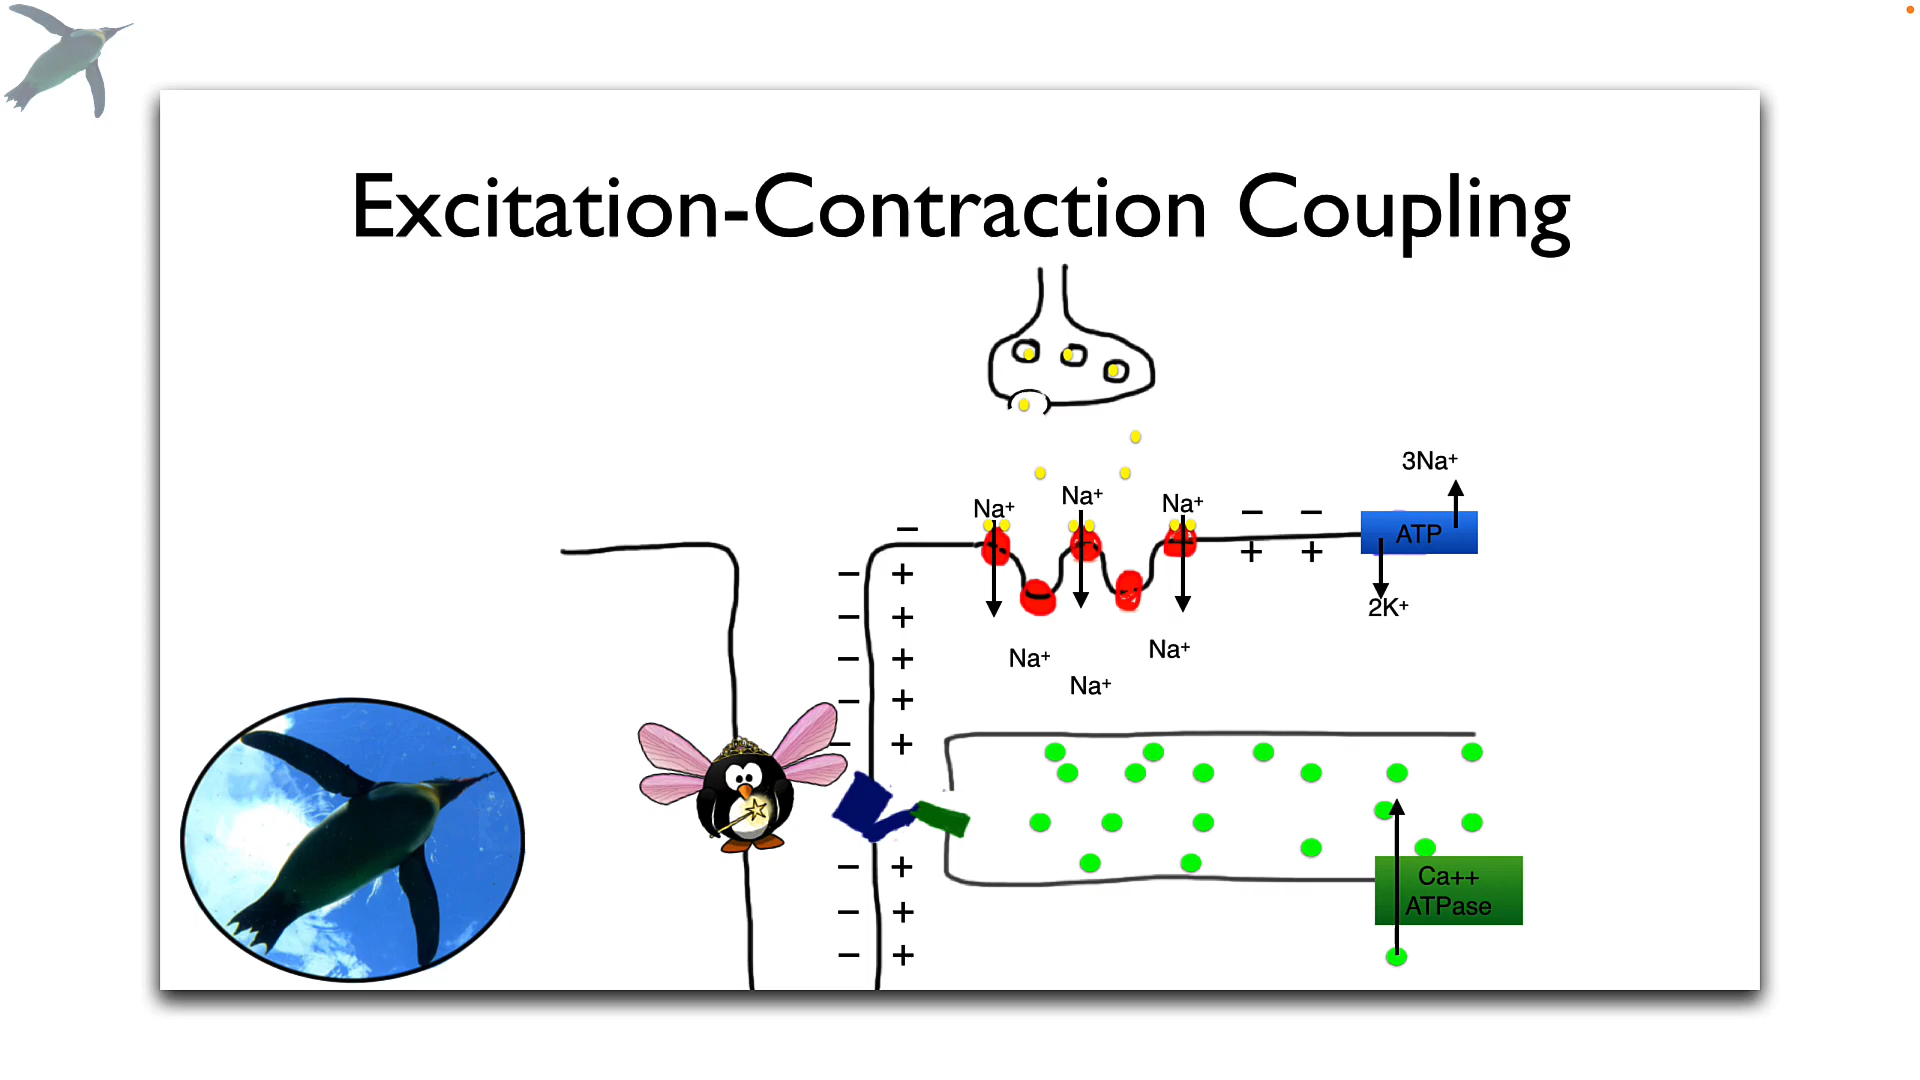 Excitation-Contraction Coupling
3Na⁺
Na⁺ Na⁺ Na⁺
− − −
ATP
+ +
− +
2K⁺
− +
Na⁺ Na⁺
− +
Na⁺
− +
− +
− +
Ca++
ATPase
− +
− +